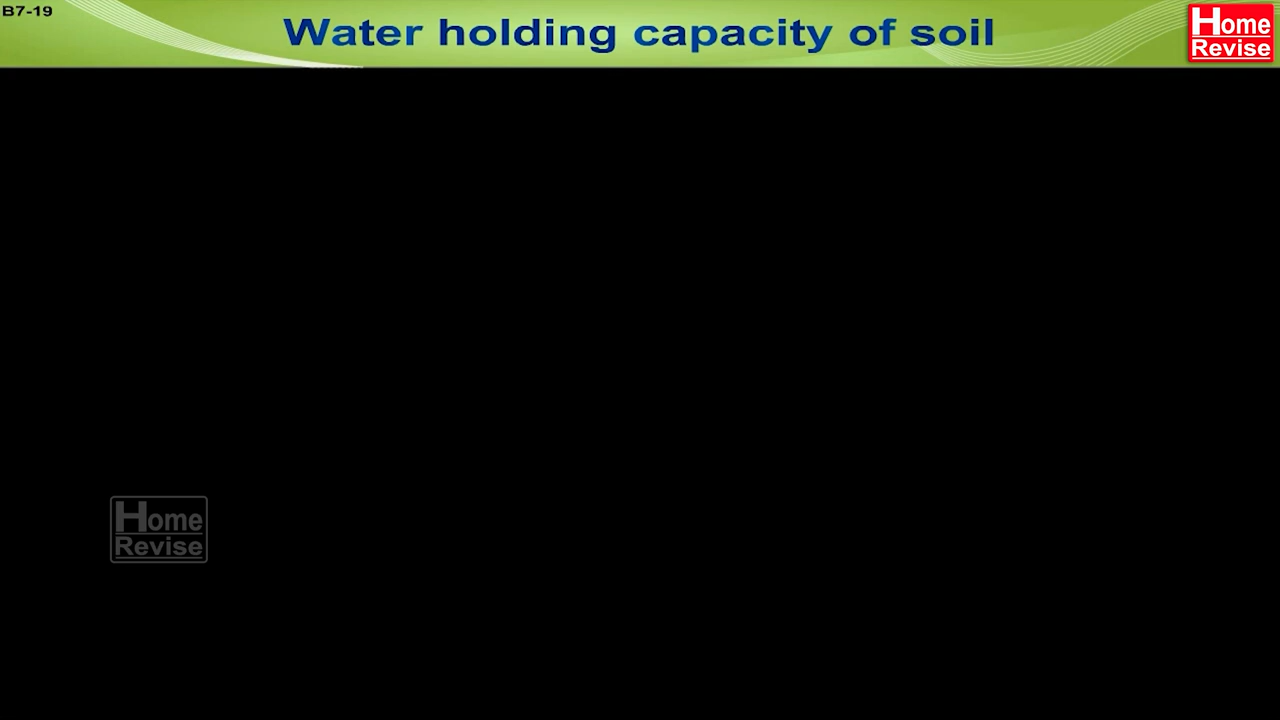 B7-19
Water holding capacity of soil
Home
Revise
Home
Revise